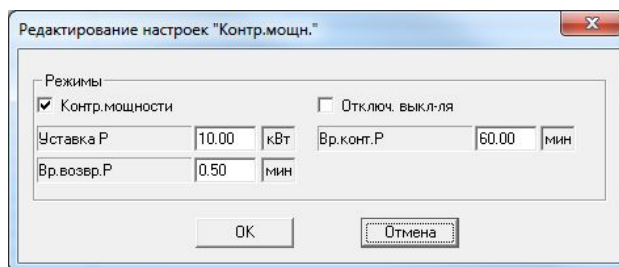 Редактирование настроек "Контр.мощн."
Режимы
Контр.мощности Отключ. выкл-ля
Уставка P 10.00 кВт Вр.конт.P 60.00 мин
Вр.возвр.P 0.50 мин
OK Отмена